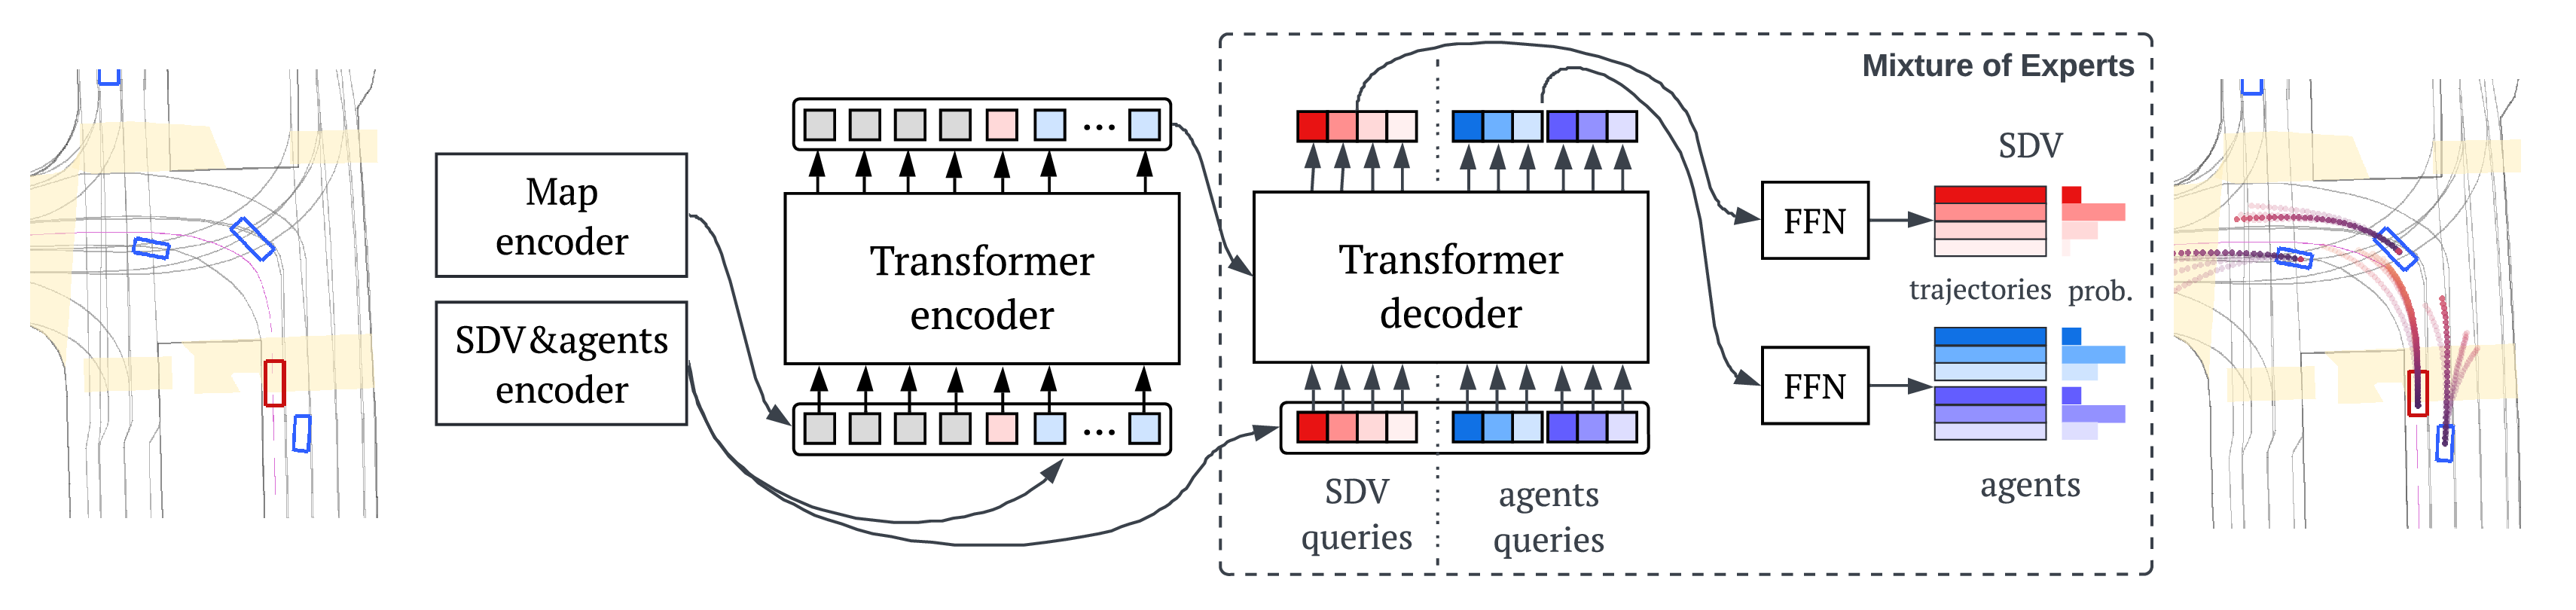 Map
encoder
SDV&agents
encoder
...
Transformer
encoder
...
Mixture of Experts
Transformer
decoder
SDV
queries
agents
queries
FFN
FFN
SDV
trajectories prob.
agents